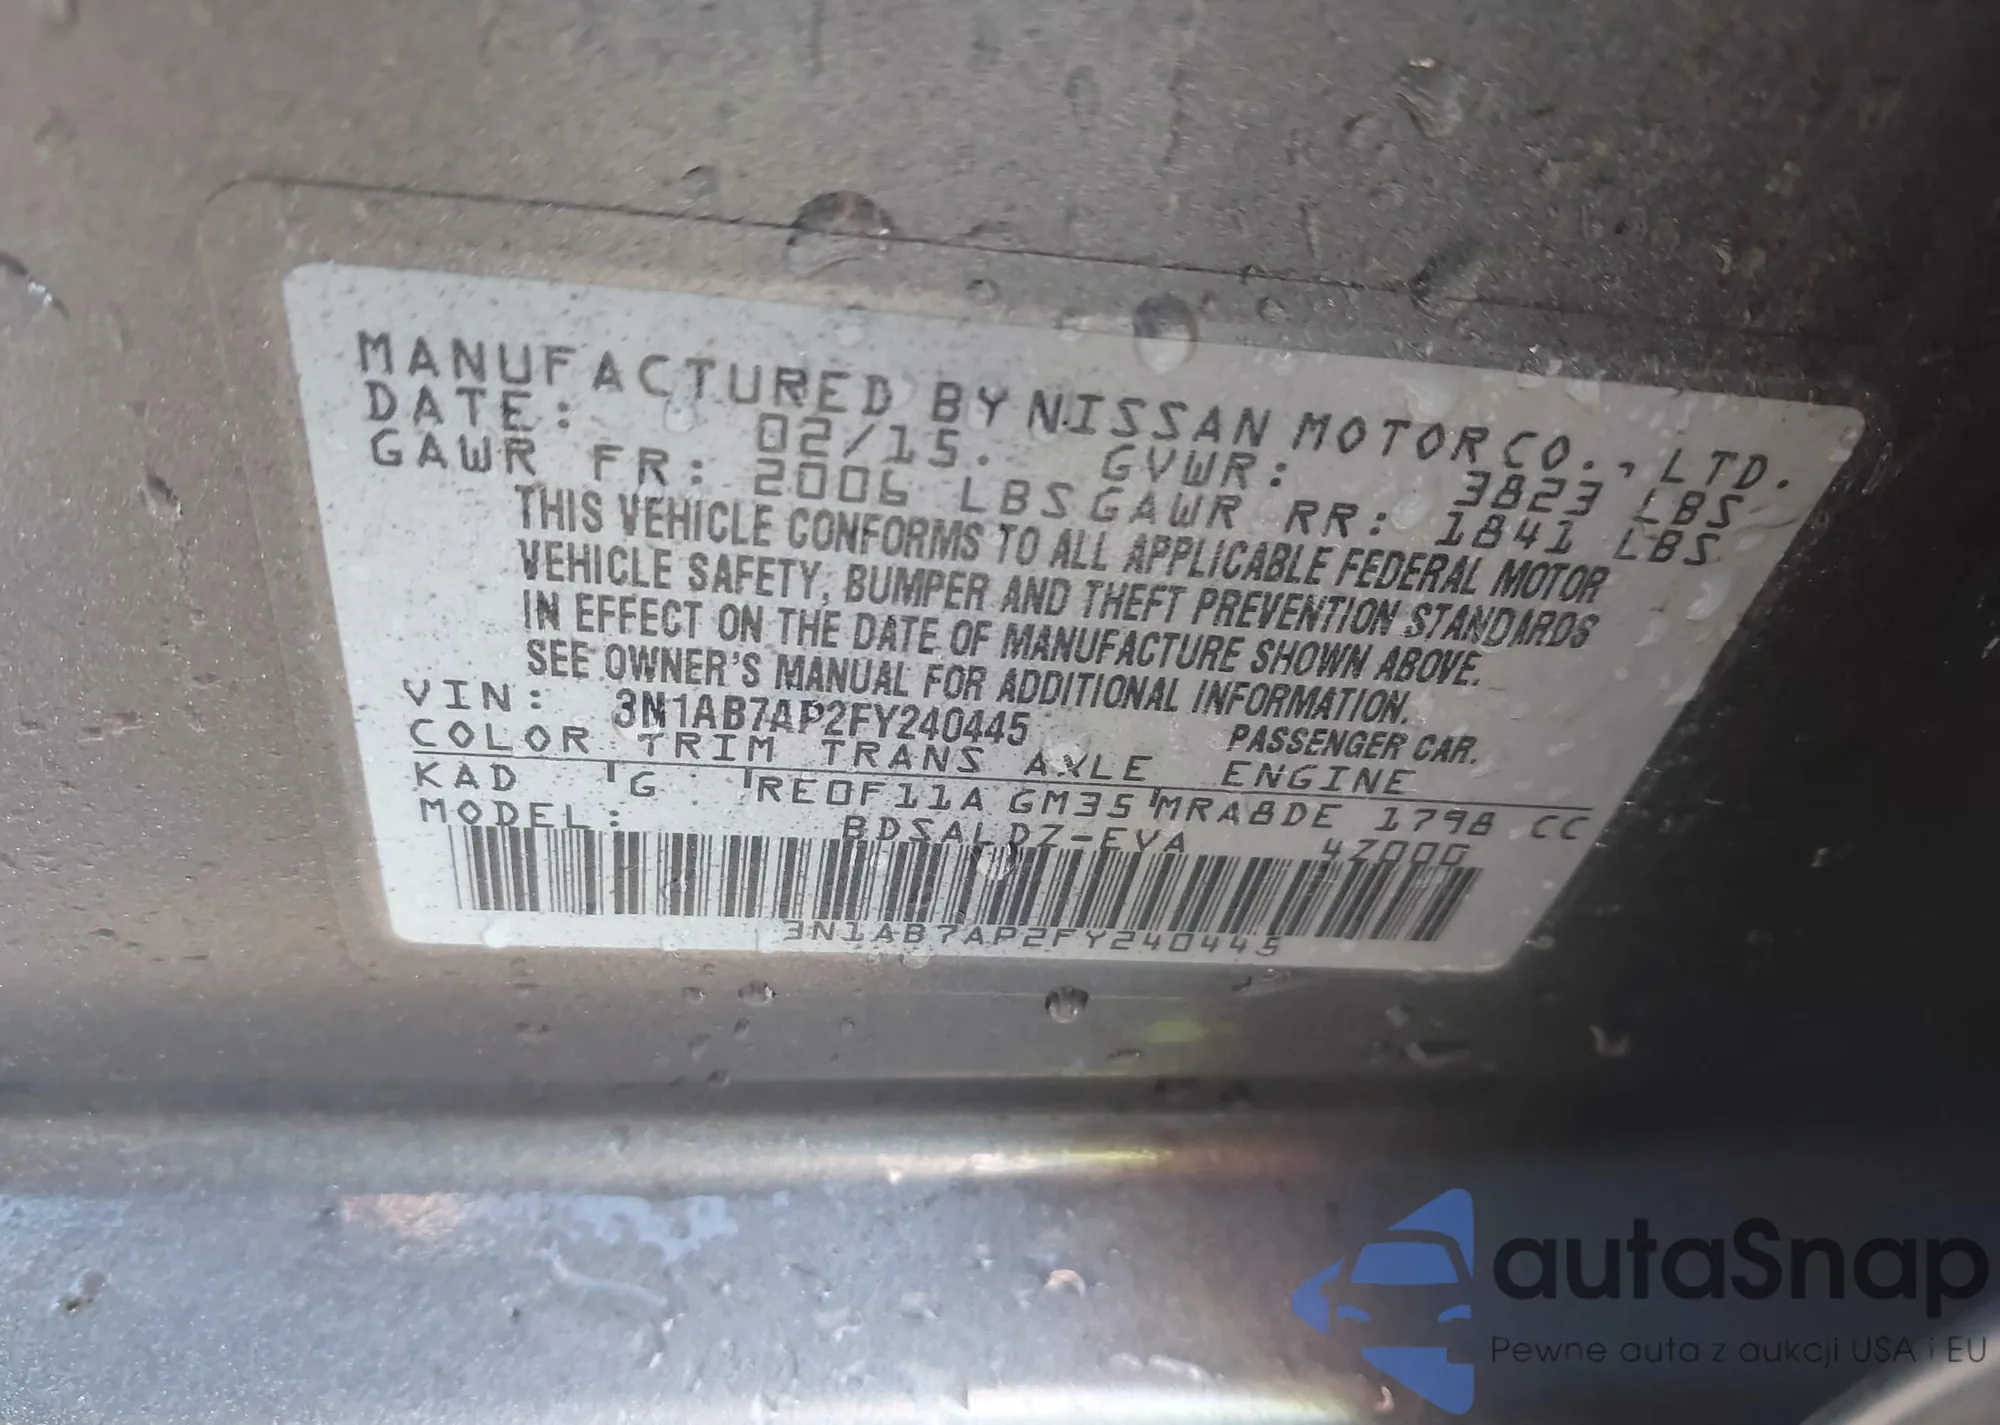 MANUFACTURED BY NISSAN MOTOR CO., LTD.
DATE: 02/15. GVWR: 3823 LBS
GAWR FR: 2006 LBS GAWR RR: 1841 LBS
THIS VEHICLE CONFORMS TO ALL APPLICABLE FEDERAL MOTOR
VEHICLE SAFETY, BUMPER AND THEFT PREVENTION STANDARDS
IN EFFECT ON THE DATE OF MANUFACTURE SHOWN ABOVE.
SEE OWNER'S MANUAL FOR ADDITIONAL INFORMATION.
VIN: 3N1AB7AP2FY240445 PASSENGER CAR.
COLOR TRIM TRANS AXLE ENGINE
KAD G RE0F11A GM35 MRA8DE 1798 CC
MODEL: BDSALDZ-EVA 4Z000
3N1AB7AP2FY240445
autaSnap
Pewne auta z aukcji USA i EU